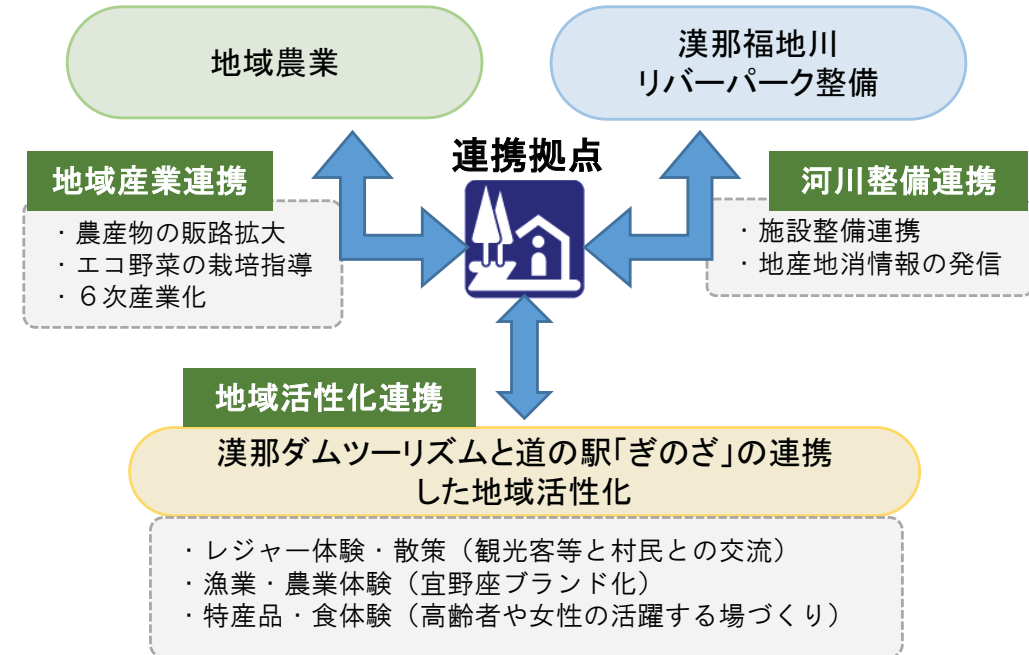 地域農業
漢那福地川
リバーパーク整備
連携拠点
地域産業連携
・農産物の販路拡大
・エコ野菜の栽培指導
・６次産業化
河川整備連携
・施設整備連携
・地産地消情報の発信
地域活性化連携
漢那ダムツーリズムと道の駅「ぎのざ」の連携
した地域活性化
・レジャー体験・散策（観光客等と村民との交流）
・漁業・農業体験（宜野座ブランド化）
・特産品・食体験（高齢者や女性の活躍する場づくり）